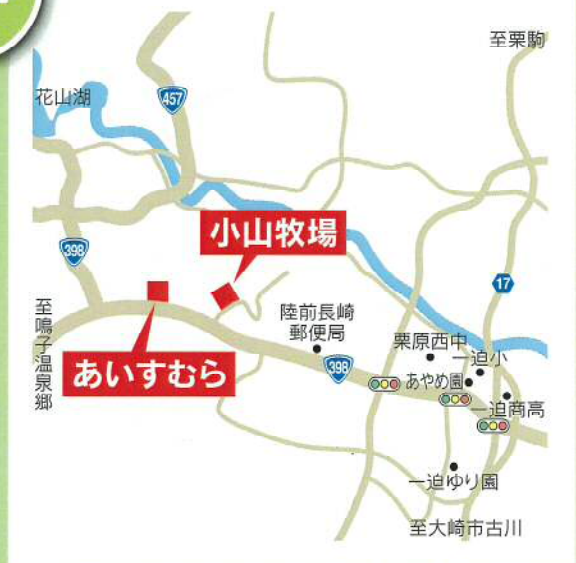 至栗駒
花山湖
457
小山牧場
398
17
至鳴子温泉郷
陸前長崎
郵便局
栗原西中
一迫小
あいすむら
398
あやめ園
一迫商高
一迫ゆり園
至大崎市古川